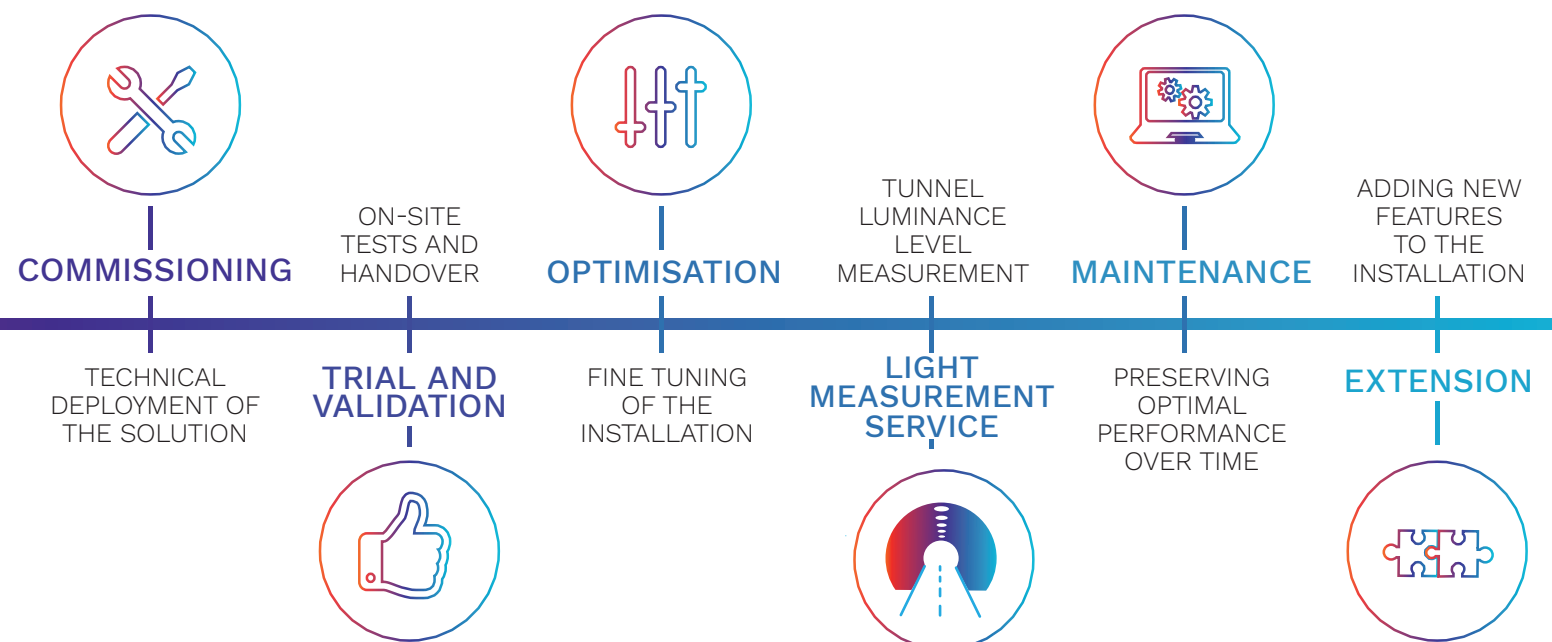 COMMISSIONING
TECHNICAL
DEPLOYMENT OF
THE SOLUTION
ON-SITE
TESTS AND
HANDOVER
TRIAL AND
VALIDATION
OPTIMISATION
FINE TUNING
OF THE
INSTALLATION
TUNNEL
LUMINANCE
LEVEL
MEASUREMENT
LIGHT
MEASUREMENT
SERVICE
MAINTENANCE
PRESERVING
OPTIMAL
PERFORMANCE
OVER TIME
ADDING NEW
FEATURES
TO THE
INSTALLATION
EXTENSION